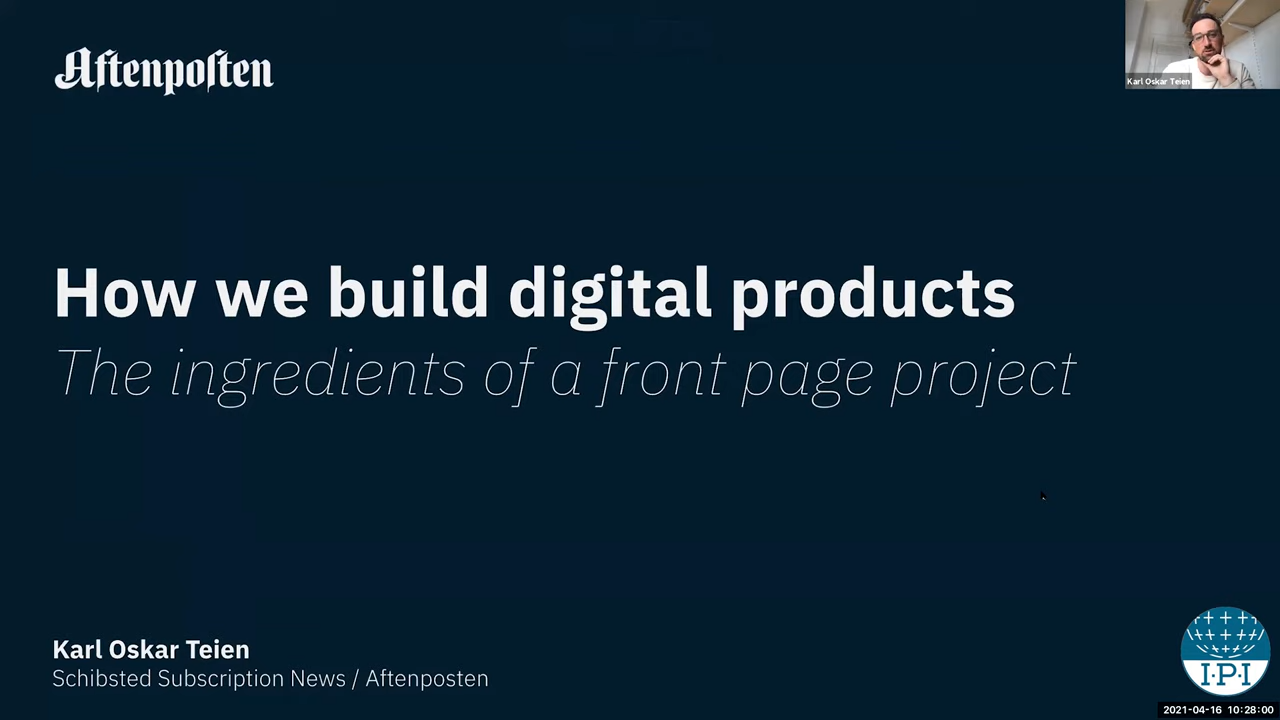 Aftenposten
Karl Oskar Teien
How we build digital products
The ingredients of a front page project
Karl Oskar Teien
Schibsted Subscription News / Aftenposten
I·P·I
2021-04-16 10:28:00